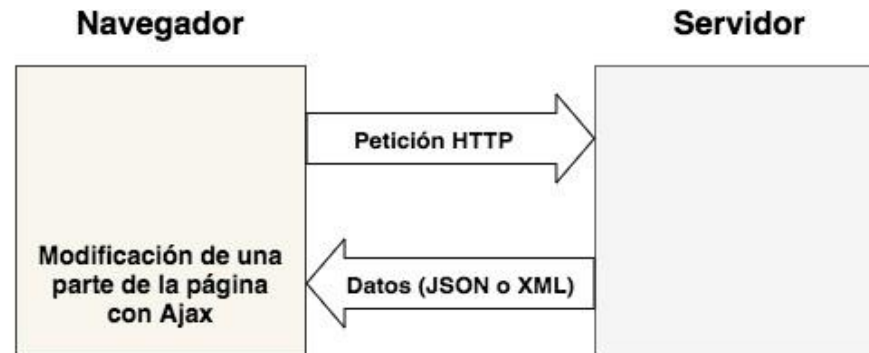 Navegador
Servidor
Petición HTTP
Modificación de una
parte de la página
con Ajax
Datos (JSON o XML)